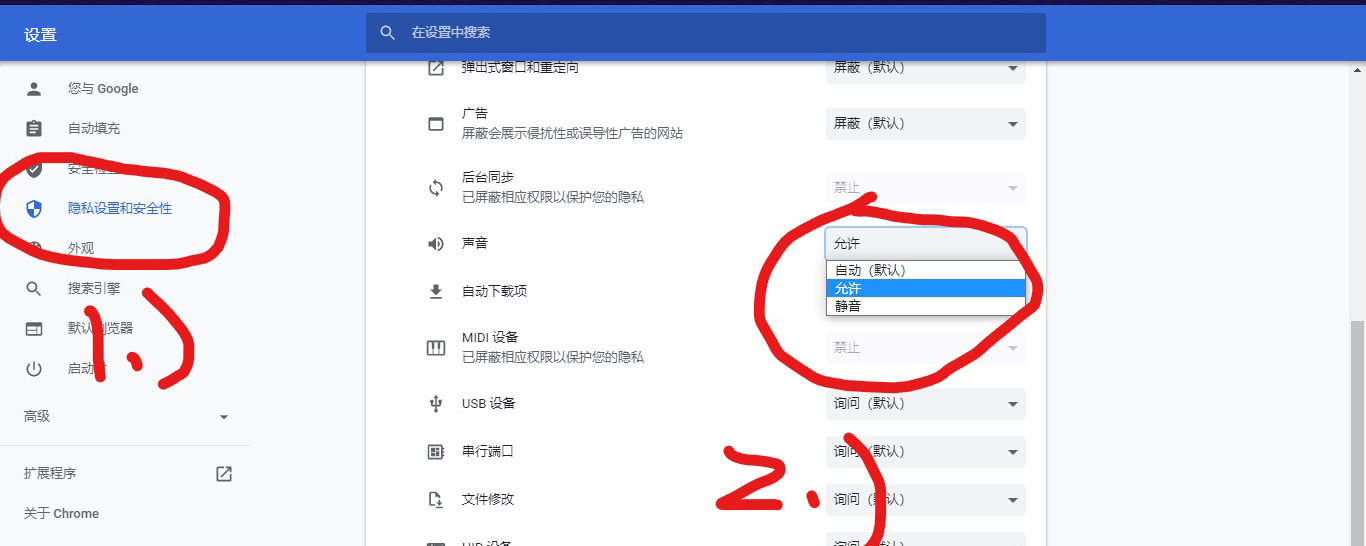 设置
在设置中搜索
您与 Google
自动填充
安全检查
隐私设置和安全性
外观
搜索引擎
默认浏览器
启动时
高级
扩展程序
关于 Chrome
弹出式窗口和重定向
屏蔽（默认）
广告
屏蔽会展示侵扰性或误导性广告的网站
屏蔽（默认）
后台同步
已屏蔽相应权限以保护您的隐私
禁止
声音
允许
自动（默认）
允许
静音
自动下载项
MIDI 设备
已屏蔽相应权限以保护您的隐私
禁止
USB 设备
询问（默认）
串行端口
询问（默认）
文件修改
询问（默认）
HID 设备
询问（默认）
1.)
2.)